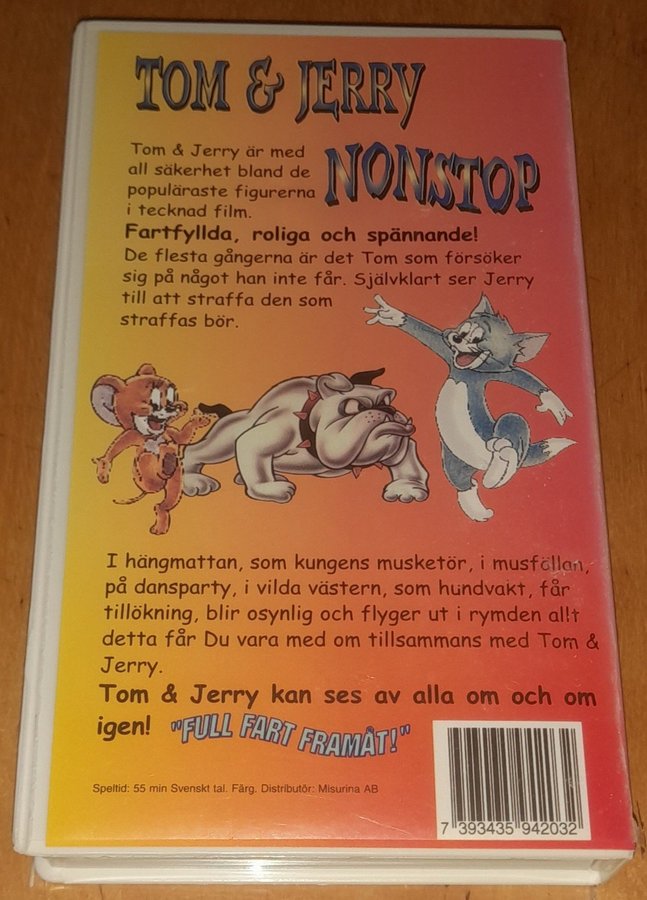 TOM & JERRY
NONSTOP
Tom & Jerry är med
all säkerhet bland de
populäraste figurerna
i tecknad film.
Fartfyllda, roliga och spännande!
De flesta gångerna är det Tom som försöker
sig på något han inte får. Självklart ser Jerry
till att straffa den som
straffas bör.
I hängmattan, som kungens musketör, i musfällan,
på dansparty, i vilda västern, som hundvakt, får
tillökning, blir osynlig och flyger ut i rymden allt
detta får Du vara med om tillsammans med Tom &
Jerry.
Tom & Jerry kan ses av alla om och om
igen! "FULL FART FRAMÅT!"
Speltid: 55 min Svenskt tal. Färg. Distributör: Misurina AB
7 393435 942032